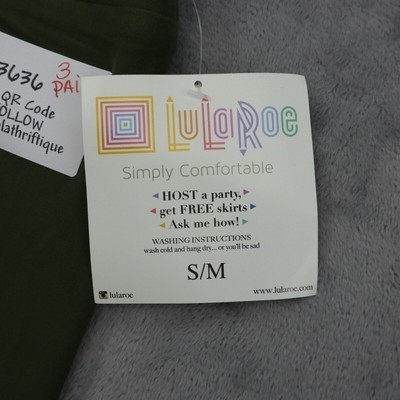 3636 3
PAI
QR Code
OLLOW
lathriftique
LuLaRoe
Simply Comfortable
HOST a party,
get FREE skirts
Ask me how!
WASHING INSTRUCTIONS
wash cold and hang dry... or you'll be sad
S/M
lularoe www.lularoe.com